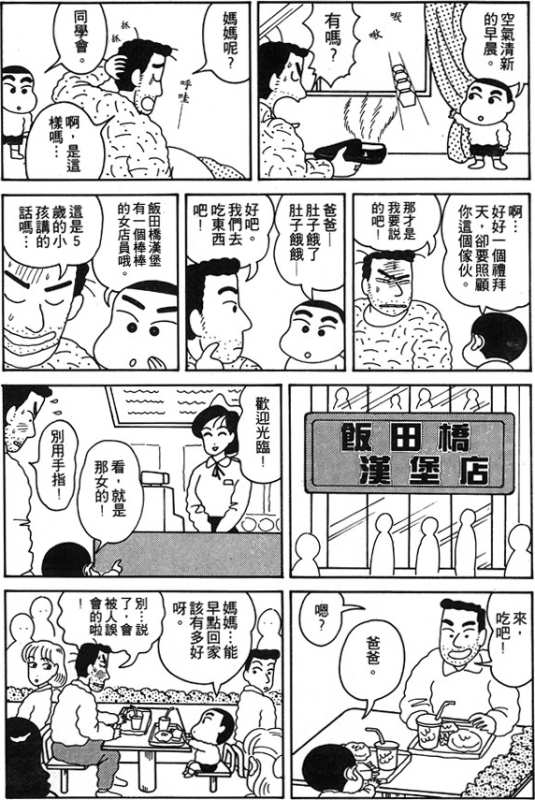 空氣清新
的早晨。
啾
啾
有嗎？
媽媽呢？
抓
抓
呼哇──
同學會。
啊，是這
樣嗎…
啊…
好好一個禮拜
天，卻要照顧
你這個傢伙。
那才是
我要說
的吧！
爸爸─
肚子餓了
肚子餓餓─
好吧。
我們去
吃東西
吧！
飯田橋漢堡
有一個棒棒
的女店員哦。
這是5
歲的小
孩講的
話嗎…
飯田橋
漢堡店
歡迎光臨！
看，就是
那女的！
別用手指！
來，
吃吧！
爸爸。
嗯？
媽媽…能
早點回家
該有多好
呀。
別…說
了，會
被人誤
會的啦
！